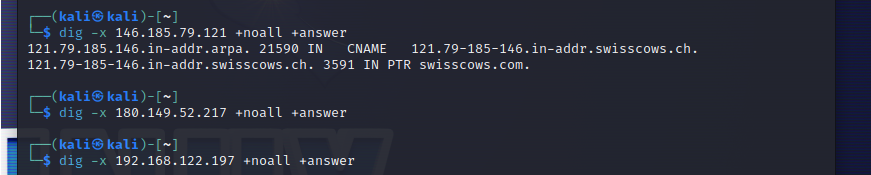 ┌──(kali㉿kali)-[~]
└─$ dig -x 146.185.79.121 +noall +answer
121.79.185.146.in-addr.arpa. 21590 IN   CNAME   121.79-185-146.in-addr.swisscows.ch.
121.79-185-146.in-addr.swisscows.ch. 3591 IN PTR swisscows.com.
┌──(kali㉿kali)-[~]
└─$ dig -x 180.149.52.217 +noall +answer
┌──(kali㉿kali)-[~]
└─$ dig -x 192.168.122.197 +noall +answer